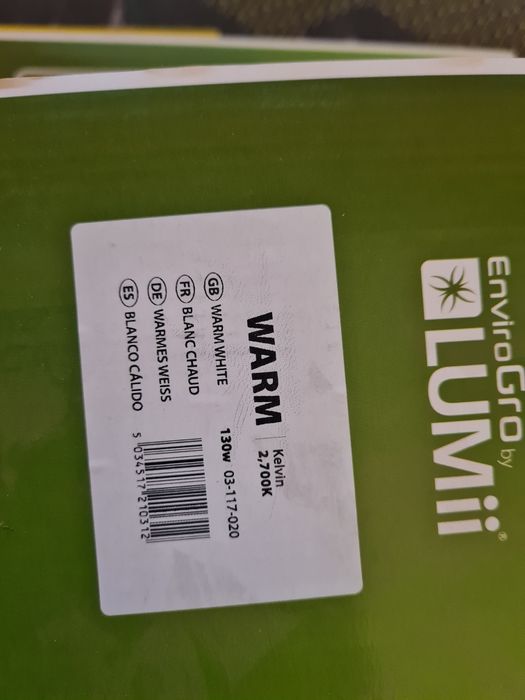 EnviroGro by
LUMii®
WARM
Kelvin
2,700K
GB WARM WHITE
FR BLANC CHAUD
DE WARMES WEISS
ES BLANCO CÁLIDO
130w 03-117-020
5 034517 210312